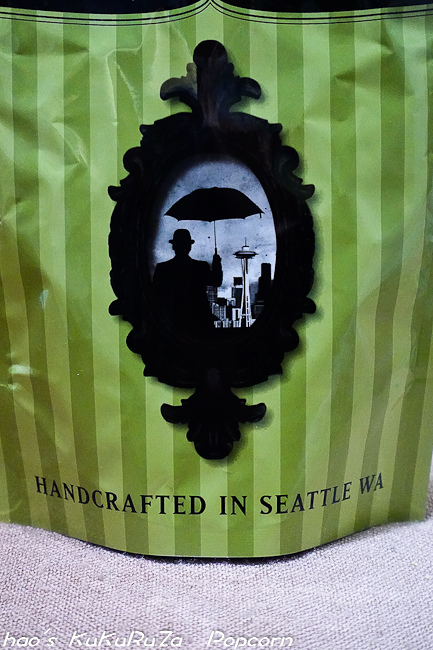 HANDCRAFTED IN SEATTLE WA
hao's KuKuRuZa Popcorn